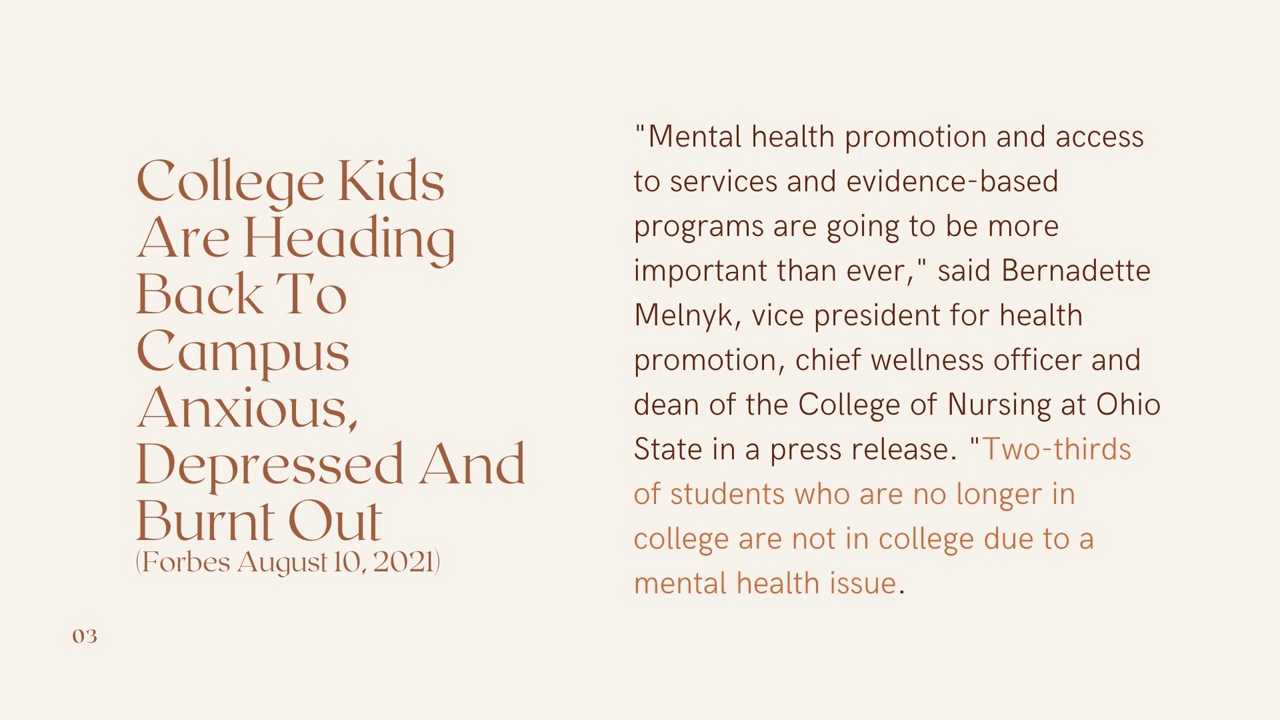 College Kids
Are Heading
Back To
Campus
Anxious,
Depressed And
Burnt Out
(Forbes August 10, 2021)
"Mental health promotion and access
to services and evidence-based
programs are going to be more
important than ever," said Bernadette
Melnyk, vice president for health
promotion, chief wellness officer and
dean of the College of Nursing at Ohio
State in a press release. "Two-thirds
of students who are no longer in
college are not in college due to a
mental health issue.
03